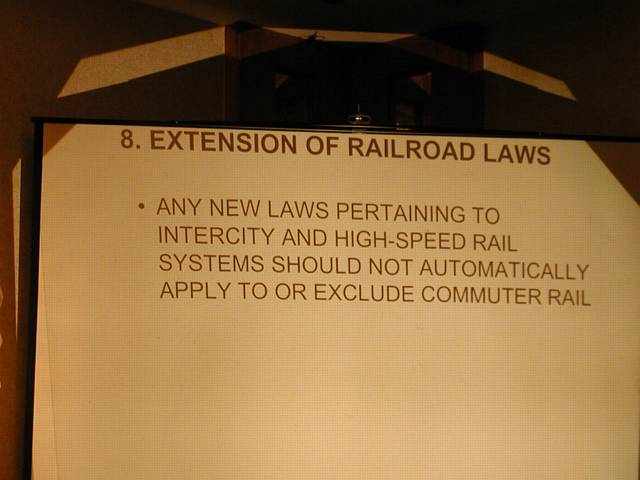 8. EXTENSION OF RAILROAD LAWS
• ANY NEW LAWS PERTAINING TO
INTERCITY AND HIGH-SPEED RAIL
SYSTEMS SHOULD NOT AUTOMATICALLY
APPLY TO OR EXCLUDE COMMUTER RAIL